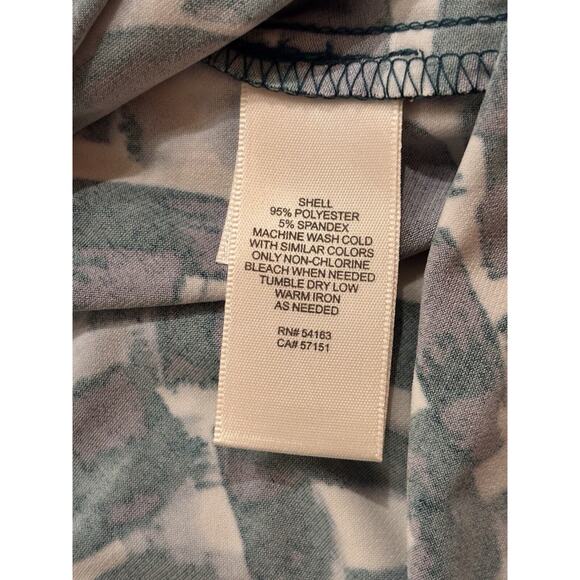 SHELL
95% POLYESTER
5% SPANDEX
MACHINE WASH COLD
WITH SIMILAR COLORS
ONLY NON-CHLORINE
BLEACH WHEN NEEDED
TUMBLE DRY LOW
WARM IRON
AS NEEDED
RN# 54163
CA# 57151